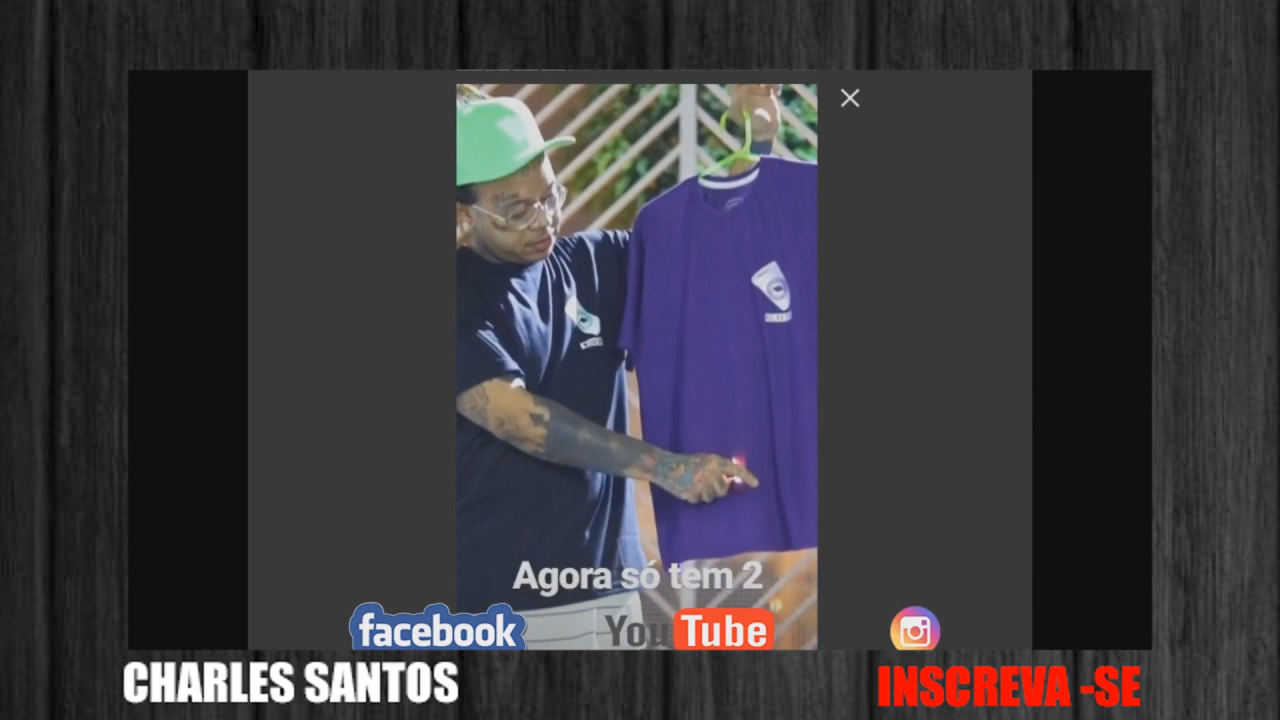 Agora só tem 2
facebook
YouTube
CHARLES SANTOS
INSCREVA -SE